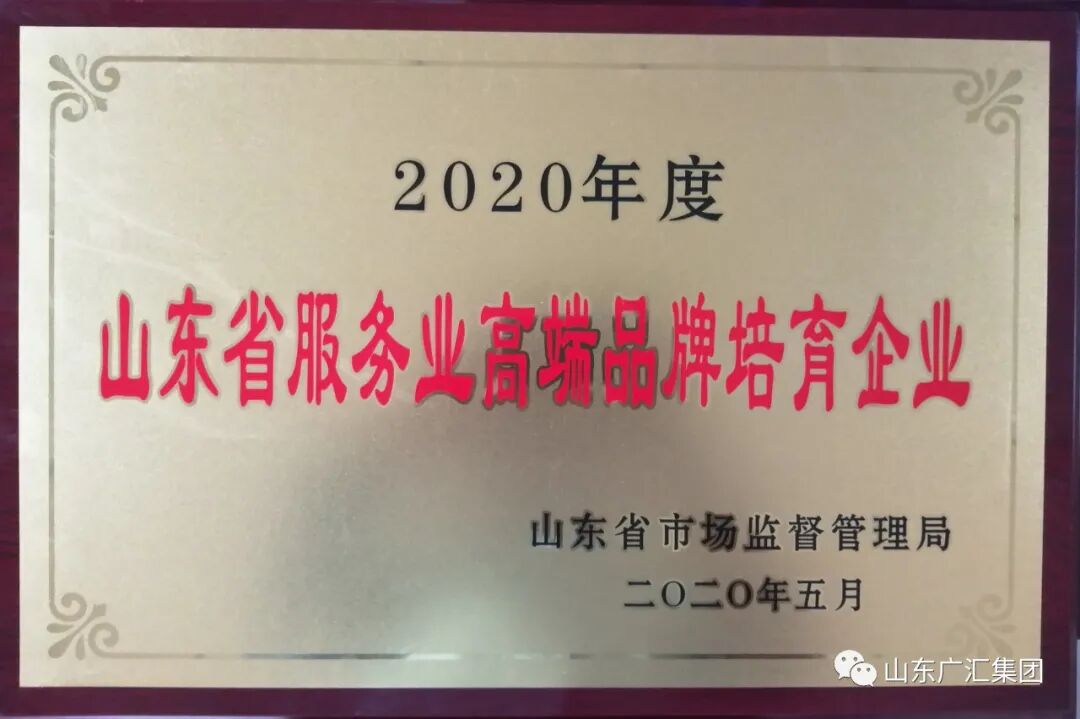 2020年度
山东省服务业高端品牌培育企业
山东省市场监督管理局
二〇二〇年五月
山东广汇集团